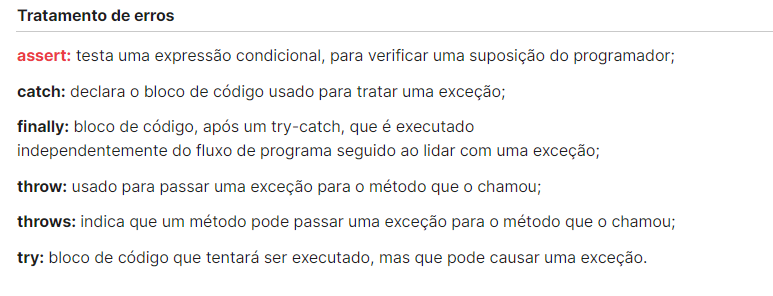 Tratamento de erros
assert: testa uma expressão condicional, para verificar uma suposição do programador;
catch: declara o bloco de código usado para tratar uma exceção;
finally: bloco de código, após um try-catch, que é executado
independentemente do fluxo de programa seguido ao lidar com uma exceção;
throw: usado para passar uma exceção para o método que o chamou;
throws: indica que um método pode passar uma exceção para o método que o chamou;
try: bloco de código que tentará ser executado, mas que pode causar uma exceção.